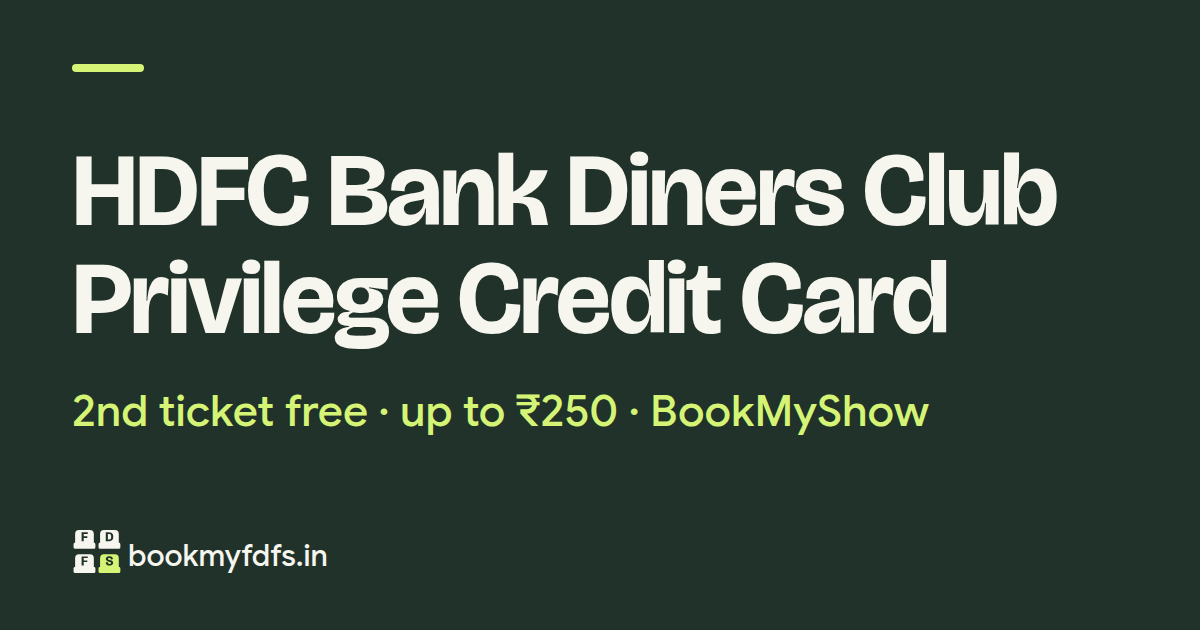 HDFC Bank Diners Club
Privilege Credit Card
2nd ticket free · up to ₹250 · BookMyShow
F D
F S
bookmyfdfs.in